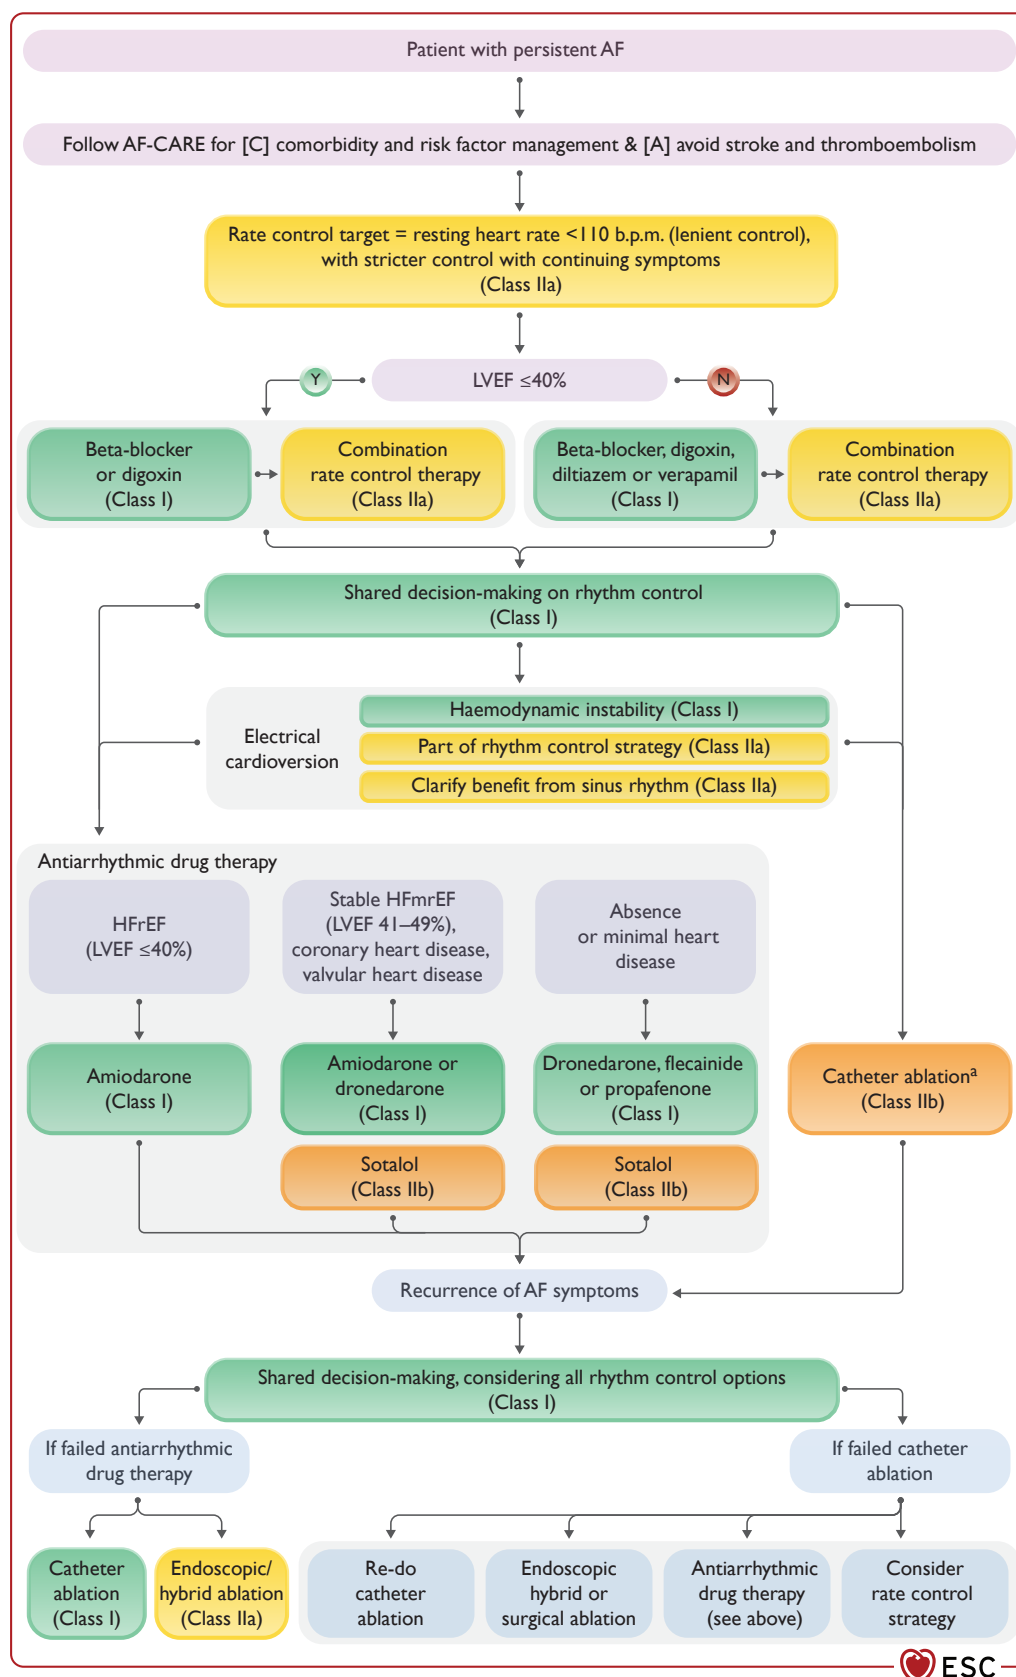 Patient with persistent AF
Follow AF-CARE for [C] comorbidity and risk factor management & [A] avoid stroke and thromboembolism
Rate control target = resting heart rate <110 b.p.m. (lenient control),
with stricter control with continuing symptoms
(Class IIa)
Y
LVEF ≤40%
N
Beta-blocker
or digoxin
(Class I)
Combination
rate control therapy
(Class IIa)
Beta-blocker, digoxin,
diltiazem or verapamil
(Class I)
Combination
rate control therapy
(Class IIa)
Shared decision-making on rhythm control
(Class I)
Electrical
cardioversion
Haemodynamic instability (Class I)
Part of rhythm control strategy (Class IIa)
Clarify benefit from sinus rhythm (Class IIa)
Antiarrhythmic drug therapy
HFrEF
(LVEF ≤40%)
Stable HFmrEF
(LVEF 41–49%),
coronary heart disease,
valvular heart disease
Absence
or minimal heart
disease
Amiodarone
(Class I)
Amiodarone or
dronedarone
(Class I)
Dronedarone, flecainide
or propafenone
(Class I)
Catheter ablationᵃ
(Class IIb)
Sotalol
(Class IIb)
Sotalol
(Class IIb)
Recurrence of AF symptoms
Shared decision-making, considering all rhythm control options
(Class I)
If failed antiarrhythmic
drug therapy
If failed catheter
ablation
Catheter
ablation
(Class I)
Endoscopic/
hybrid ablation
(Class IIa)
Re-do
catheter
ablation
Endoscopic
hybrid or
surgical ablation
Antiarrhythmic
drug therapy
(see above)
Consider
rate control
strategy
ESC